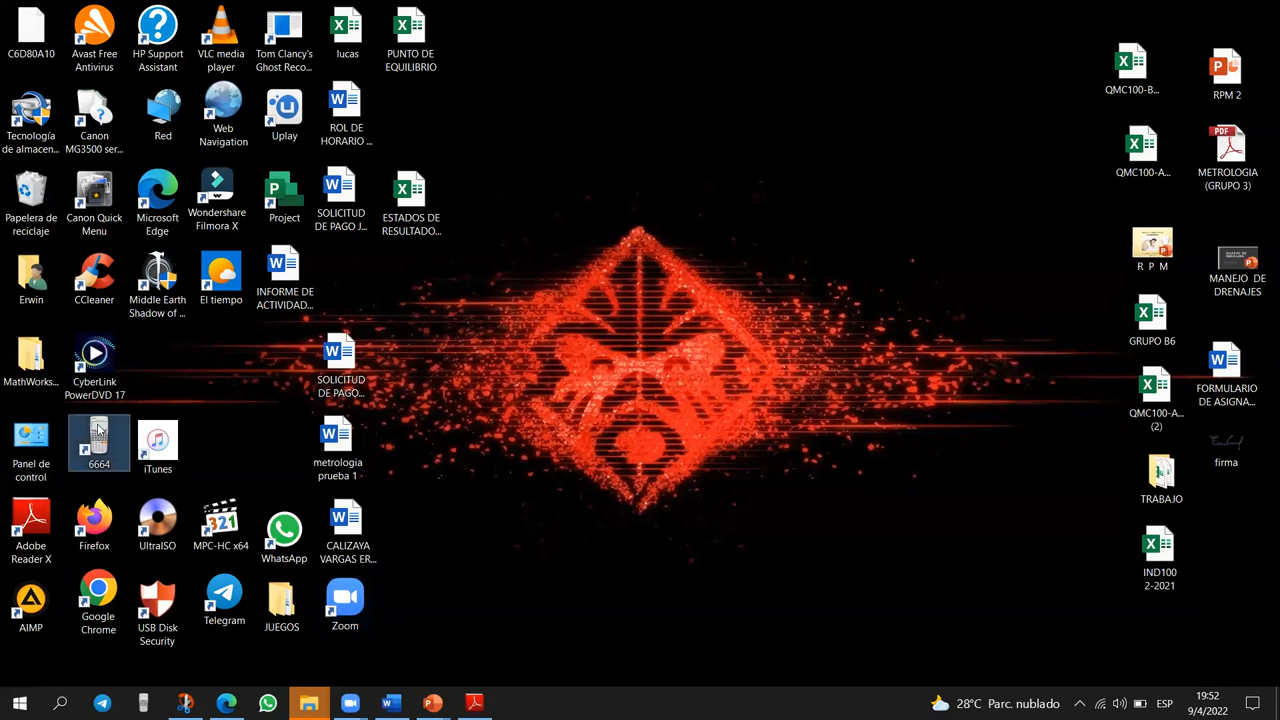 C6D80A10
Avast Free
Antivirus
HP Support
Assistant
VLC media
player
Tom Clancy's
Ghost Reco...
lucas
PUNTO DE
EQUILIBRIO
QMC100-B...
RPM 2
Tecnología
de almacen...
Canon
MG3500 ser...
Red
Web
Navigation
Uplay
ROL DE
HORARIO ...
QMC100-A...
PDF
METROLOGIA
(GRUPO 3)
Papelera de
reciclaje
Canon Quick
Menu
Microsoft
Edge
Wondershare
Filmora X
Project
SOLICITUD
DE PAGO J...
ESTADOS DE
RESULTADO...
R P M
MANEJO DE
DRENAJES
Erwin
CCleaner
Middle Earth
Shadow of ...
El tiempo
INFORME DE
ACTIVIDAD...
GRUPO B6
MathWorks...
CyberLink
PowerDVD 17
SOLICITUD
DE PAGO...
QMC100-A...
(2)
FORMULARIO
DE ASIGNA...
Panel de
control
6664
iTunes
metrologia
prueba 1
TRABAJO
firma
Adobe
Reader X
Firefox
UltraISO
321
MPC-HC x64
WhatsApp
CALIZAYA
VARGAS ER...
IND100
2-2021
AIMP
Google
Chrome
USB Disk
Security
Telegram
JUEGOS
Zoom
28°C Parc. nublado
ESP
19:52
9/4/2022